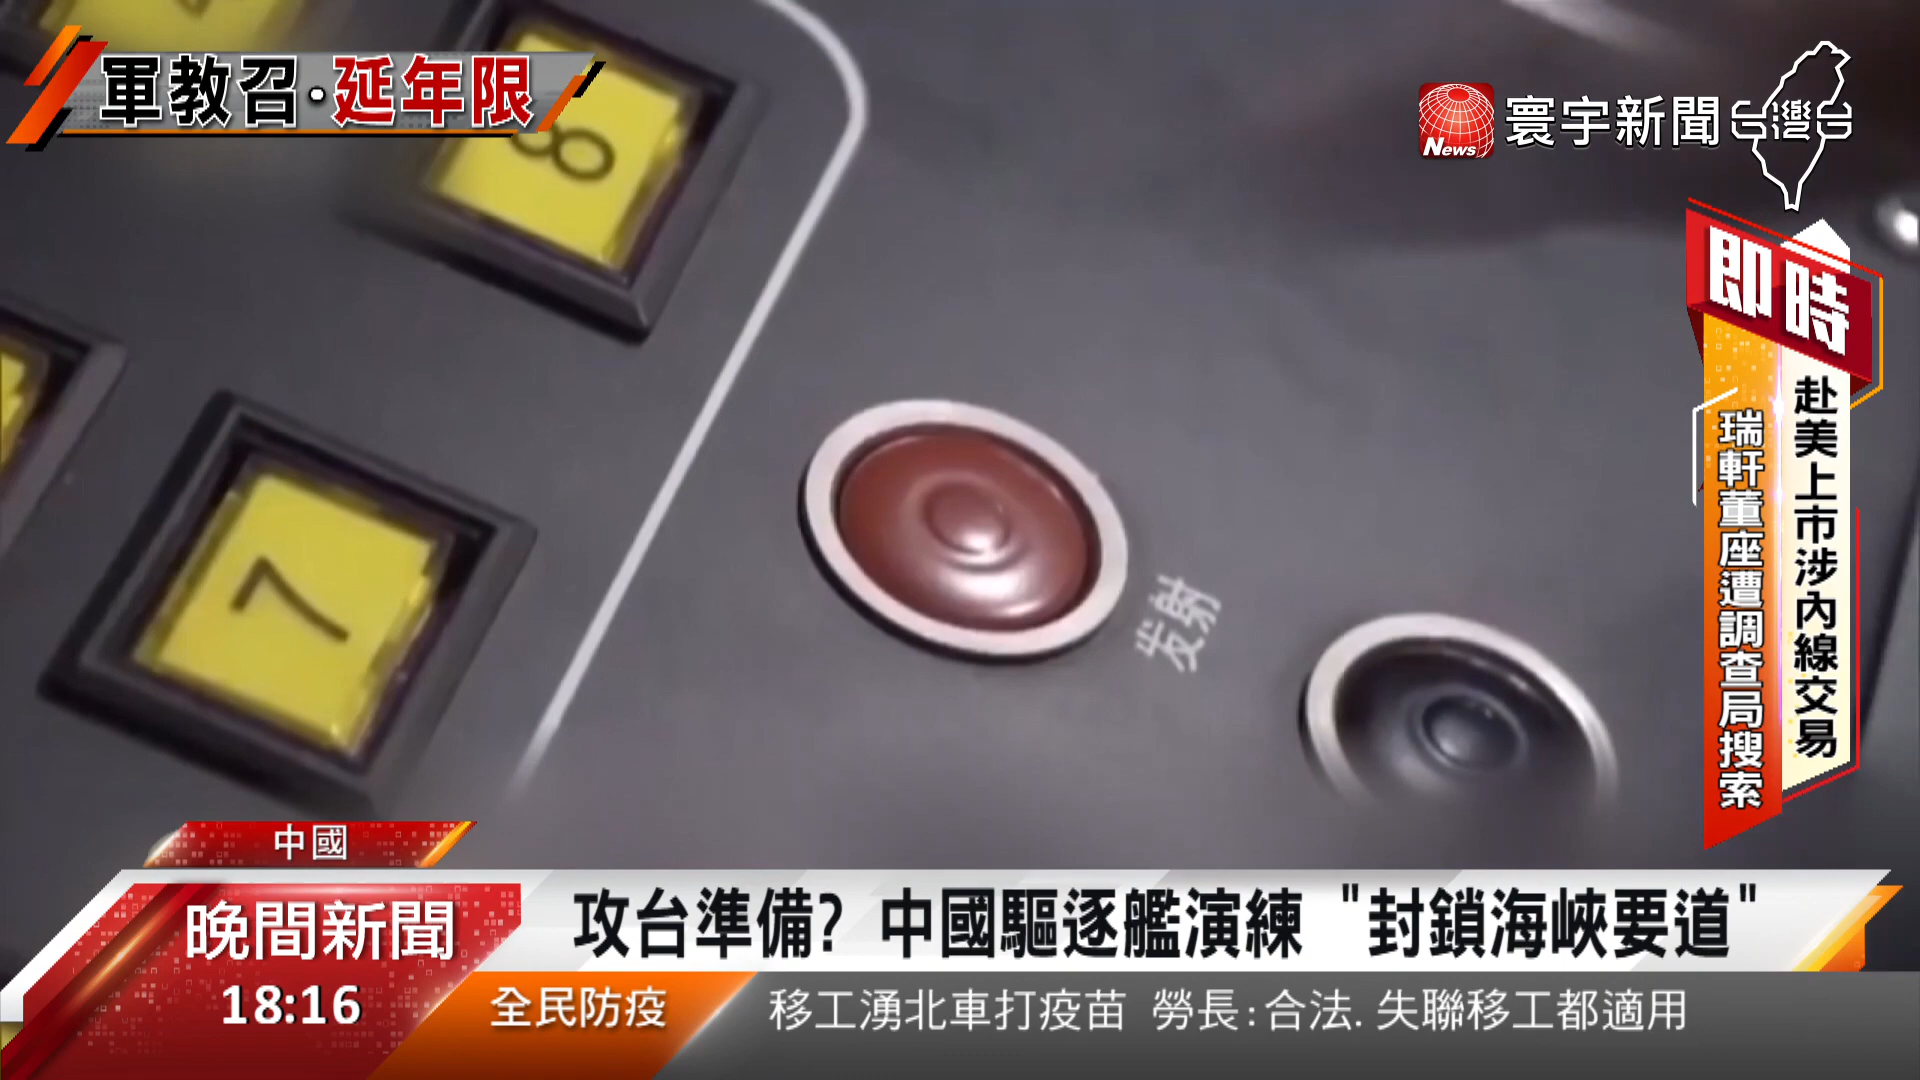 軍教召·延年限
8
News
寰宇新聞台
台灣
即時
赴美上市涉內線交易
瑞軒董座遭調查局搜索
7
发射
中國
晚間新聞
攻台準備? 中國驅逐艦演練 "封鎖海峽要道"
18:16
全民防疫
移工湧北車打疫苗 勞長:合法.失聯移工都適用